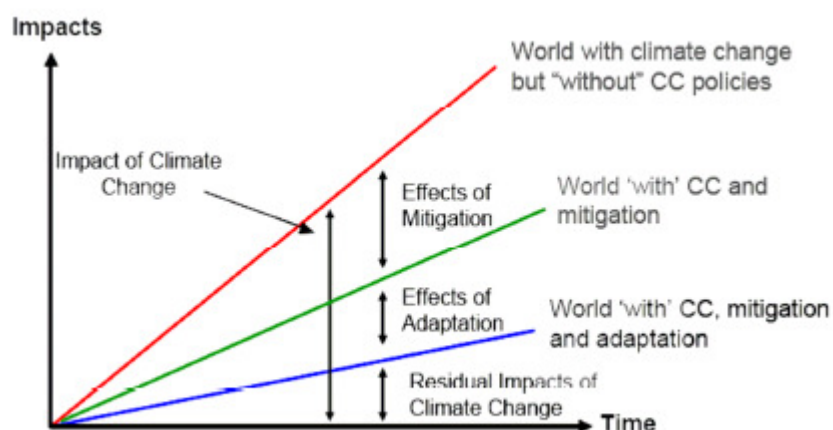 Impacts
World with climate change
but "without" CC policies
Impact of Climate
Change
Effects of
Mitigation
World 'with' CC and
mitigation
Effects of
Adaptation
World 'with' CC, mitigation
and adaptation
Residual Impacts of
Climate Change
Time